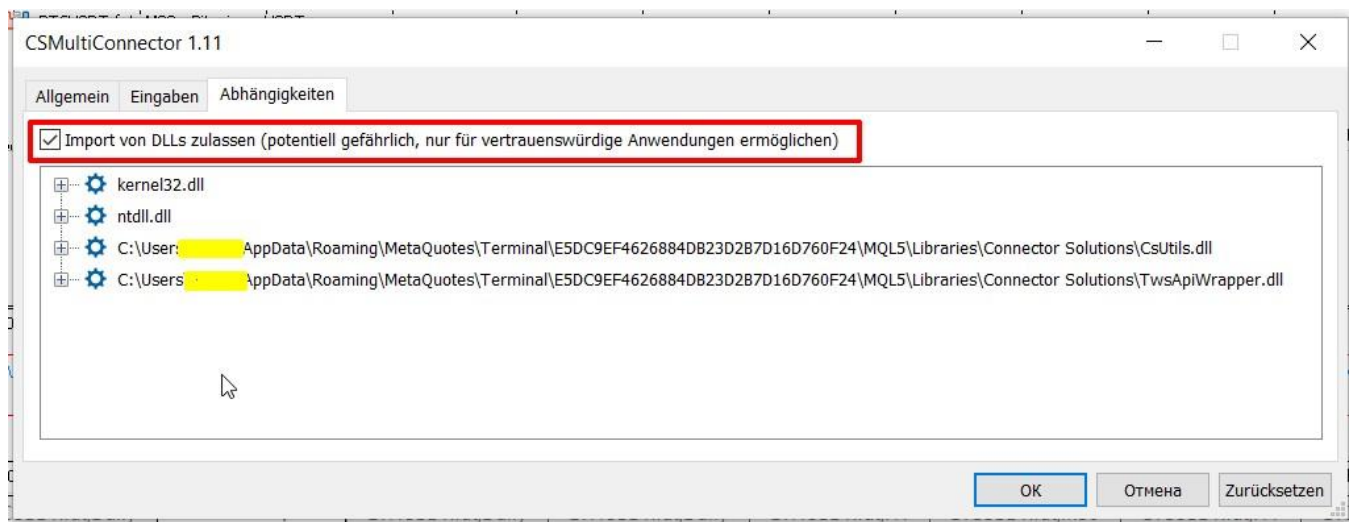 CSMultiConnector 1.11
Allgemein Eingaben Abhängigkeiten
Import von DLLs zulassen (potentiell gefährlich, nur für vertrauenswürdige Anwendungen ermöglichen)
kernel32.dll
ntdll.dll
C:\User: AppData\Roaming\MetaQuotes\Terminal\E5DC9EF4626884DB23D2B7D16D760F24\MQL5\Libraries\Connector Solutions\CsUtils.dll
C:\Users AppData\Roaming\MetaQuotes\Terminal\E5DC9EF4626884DB23D2B7D16D760F24\MQL5\Libraries\Connector Solutions\TwsApiWrapper.dll
OK Отмена Zurücksetzen